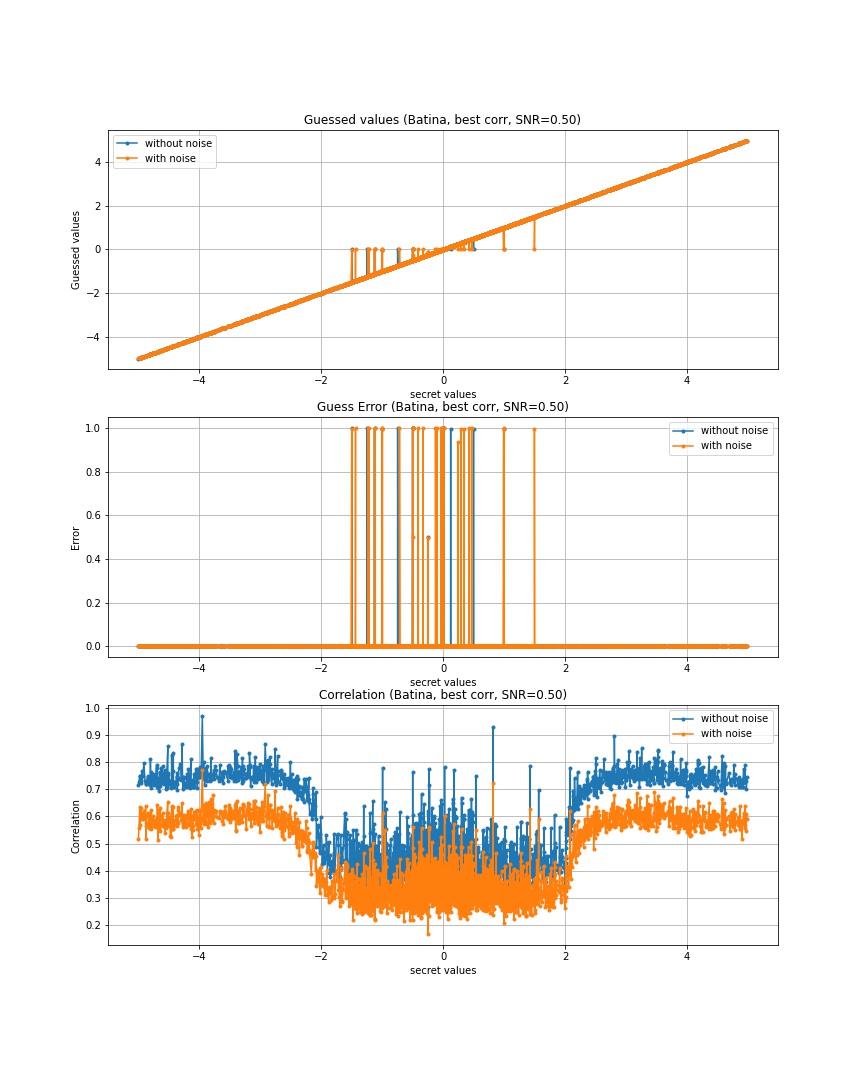 Guessed values (Batina, best corr, SNR=0.50)
without noise
with noise
4
2
0
−2
−4
Guessed values
−4 −2 0 2 4
secret values
Guess Error (Batina, best corr, SNR=0.50)
without noise
with noise
1.0
0.8
0.6
0.4
0.2
0.0
Error
−4 −2 0 2 4
secret values
Correlation (Batina, best corr, SNR=0.50)
without noise
with noise
1.0
0.9
0.8
0.7
0.6
0.5
0.4
0.3
0.2
Correlation
−4 −2 0 2 4
secret values